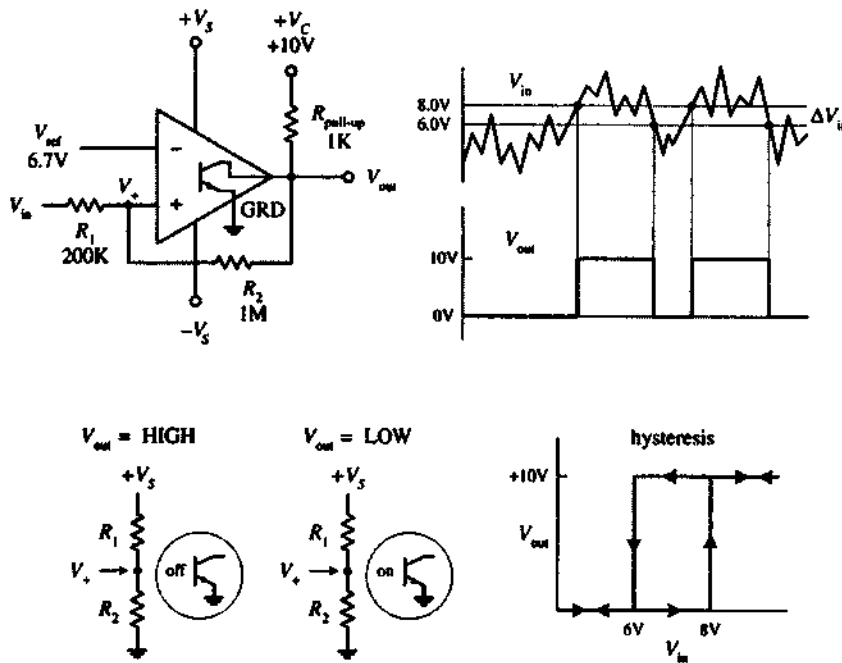 +V_S
+V_C
+10V
R_pull-up
1K
V_ref
6.7V
−
V_+
+
V_in
R_1
200K
GRD
V_out
R_2
1M
−V_S
V_in
8.0V
6.0V
V_out
10V
0V
V_out = HIGH
+V_S
R_1
V_+
R_2
off
V_out = LOW
+V_S
R_1
V_+
R_2
on
hysteresis
+10V
V_out
6V
8V
V_in